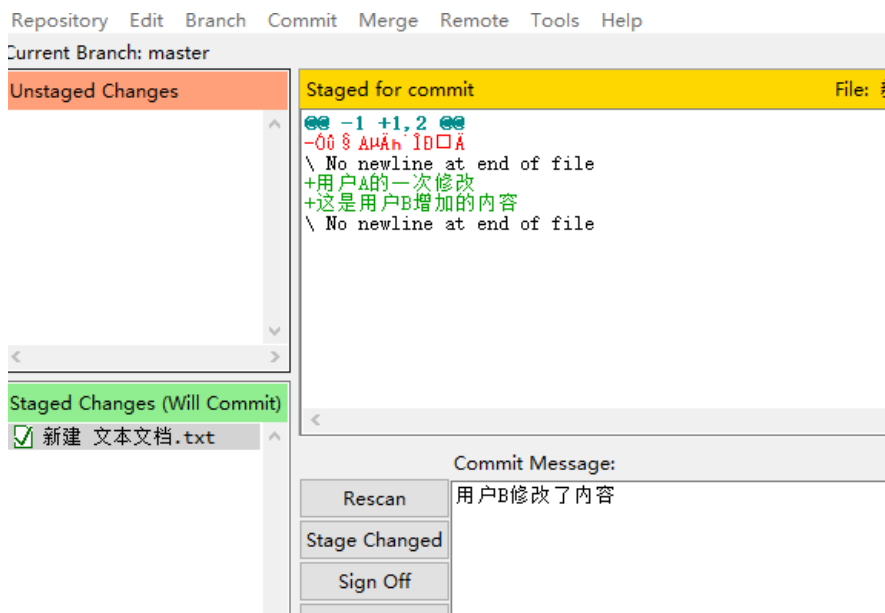 Repository Edit Branch Commit Merge Remote Tools Help
Current Branch: master
Unstaged Changes
Staged for commit
File:
@@ -1 +1,2 @@
\ No newline at end of file
+用户A的一次修改
+这是用户B增加的内容
\ No newline at end of file
Staged Changes (Will Commit)
新建 文本文档.txt
Commit Message:
用户B修改了内容
Rescan
Stage Changed
Sign Off